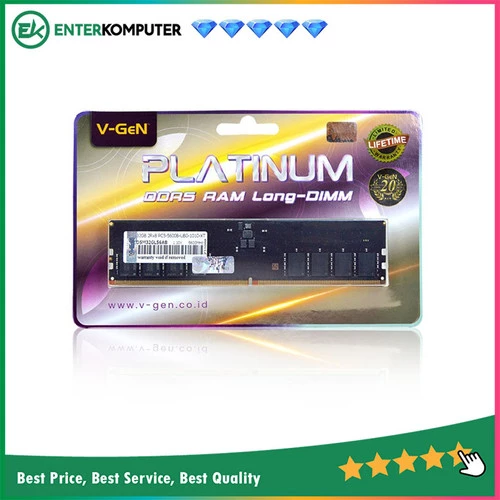 EK ENTERKOMPUTER
V-GeN
PLATINUM
DDR5 RAM Long-DIMM
LIMITED
LIFETIME
WARRANTY
V-GeN
20
warranty void if removed
www.v-gen.co.id
Best Price, Best Service, Best Quality